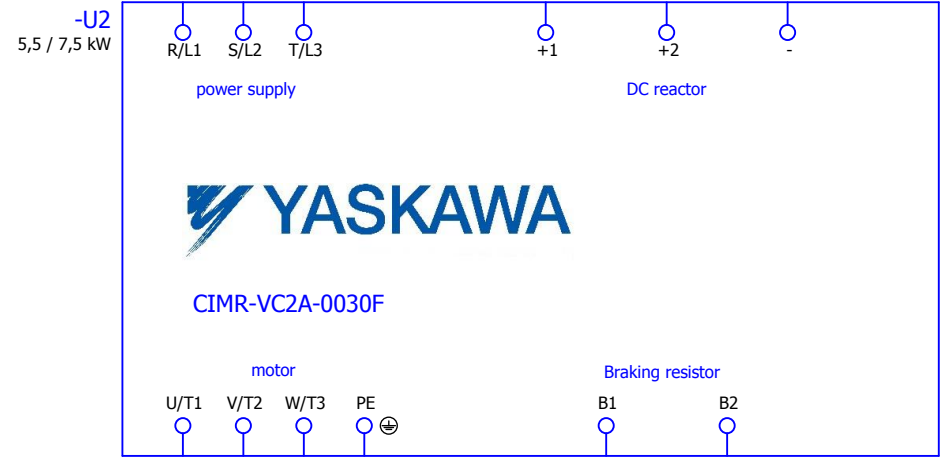 -U2
5,5 / 7,5 kW
R/L1 S/L2 T/L3 +1 +2 -
power supply DC reactor
YASKAWA
CIMR-VC2A-0030F
motor Braking resistor
U/T1 V/T2 W/T3 PE B1 B2